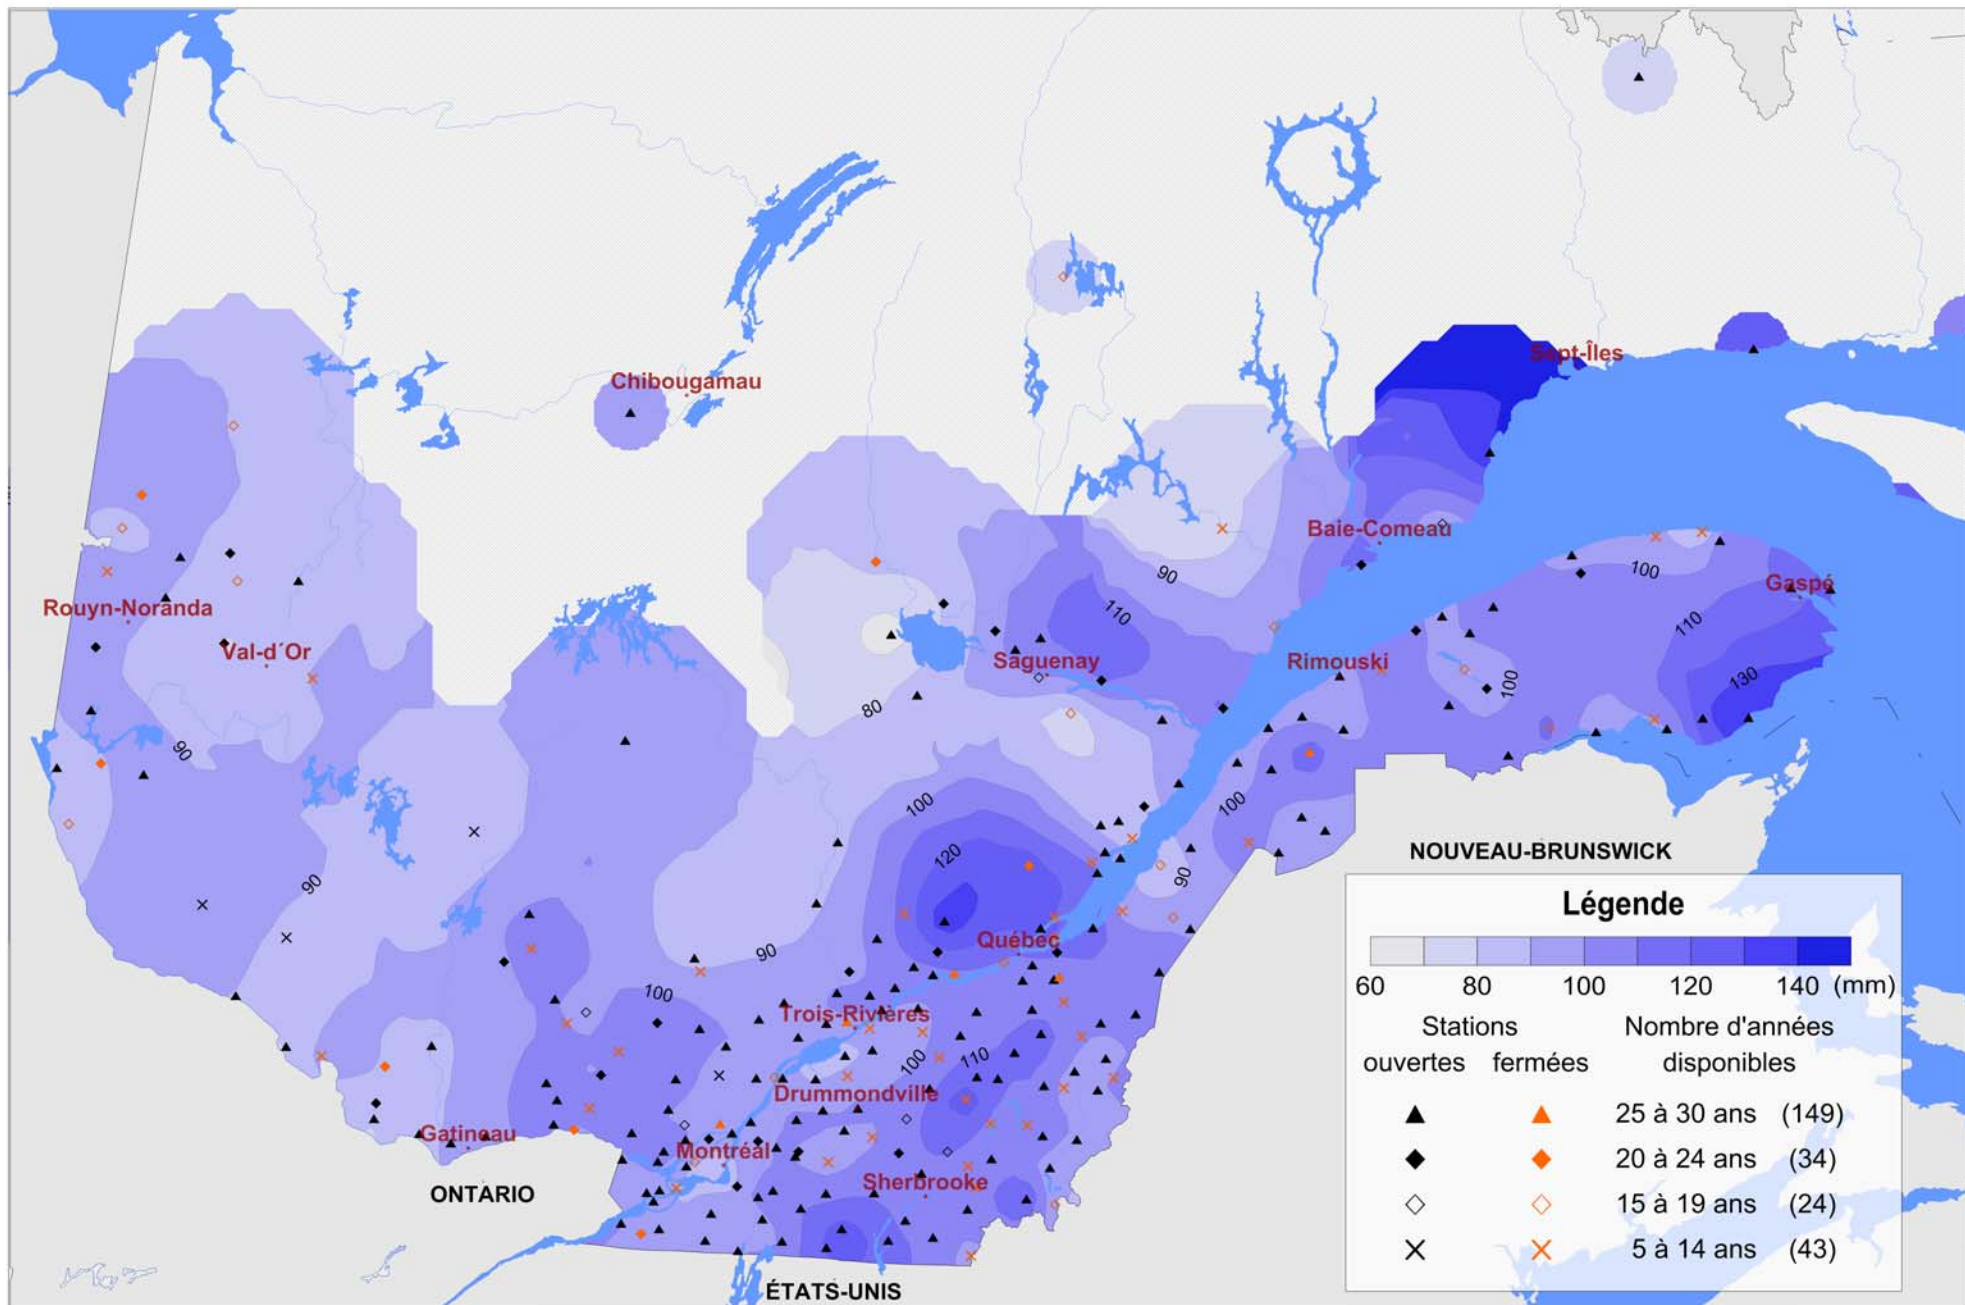 Sept-Îles
Chibougamau
Baie-Comeau
90
100
Gaspé
Rouyn-Noranda
110
110
Val-d´Or
Saguenay
Rimouski
130
100
80
90
100
100
120
NOUVEAU-BRUNSWICK
90
90
Légende
Québec
90
60 80 100 120 140 (mm)
100
Trois-Rivières
Stations
Nombre d'années
ouvertes fermées
disponibles
100
110
Drummondville
25 à 30 ans (149)
Gatineau
Montréal
20 à 24 ans (34)
Sherbrooke
ONTARIO
15 à 19 ans (24)
5 à 14 ans (43)
ÉTATS-UNIS